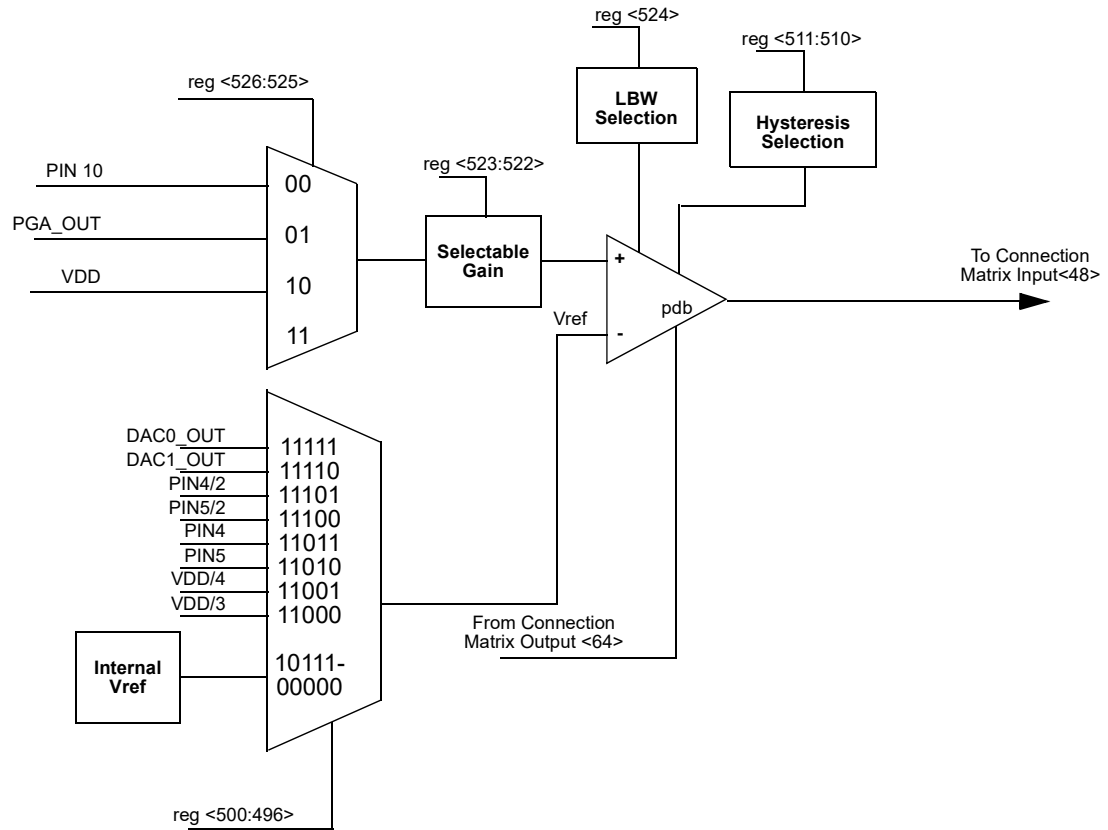 reg <524>
reg <511:510>
reg <526:525>
LBW
Selection
Hysteresis
Selection
reg <523:522>
PIN 10
00
PGA_OUT
01
VDD
10
11
Selectable
Gain
+
-
pdb
Vref
To Connection
Matrix Input<48>
DAC0_OUT
11111
DAC1_OUT
11110
PIN4/2
11101
PIN5/2
11100
PIN4
11011
PIN5
11010
VDD/4
11001
VDD/3
11000
Internal
Vref
10111-
00000
From Connection
Matrix Output <64>
reg <500:496>